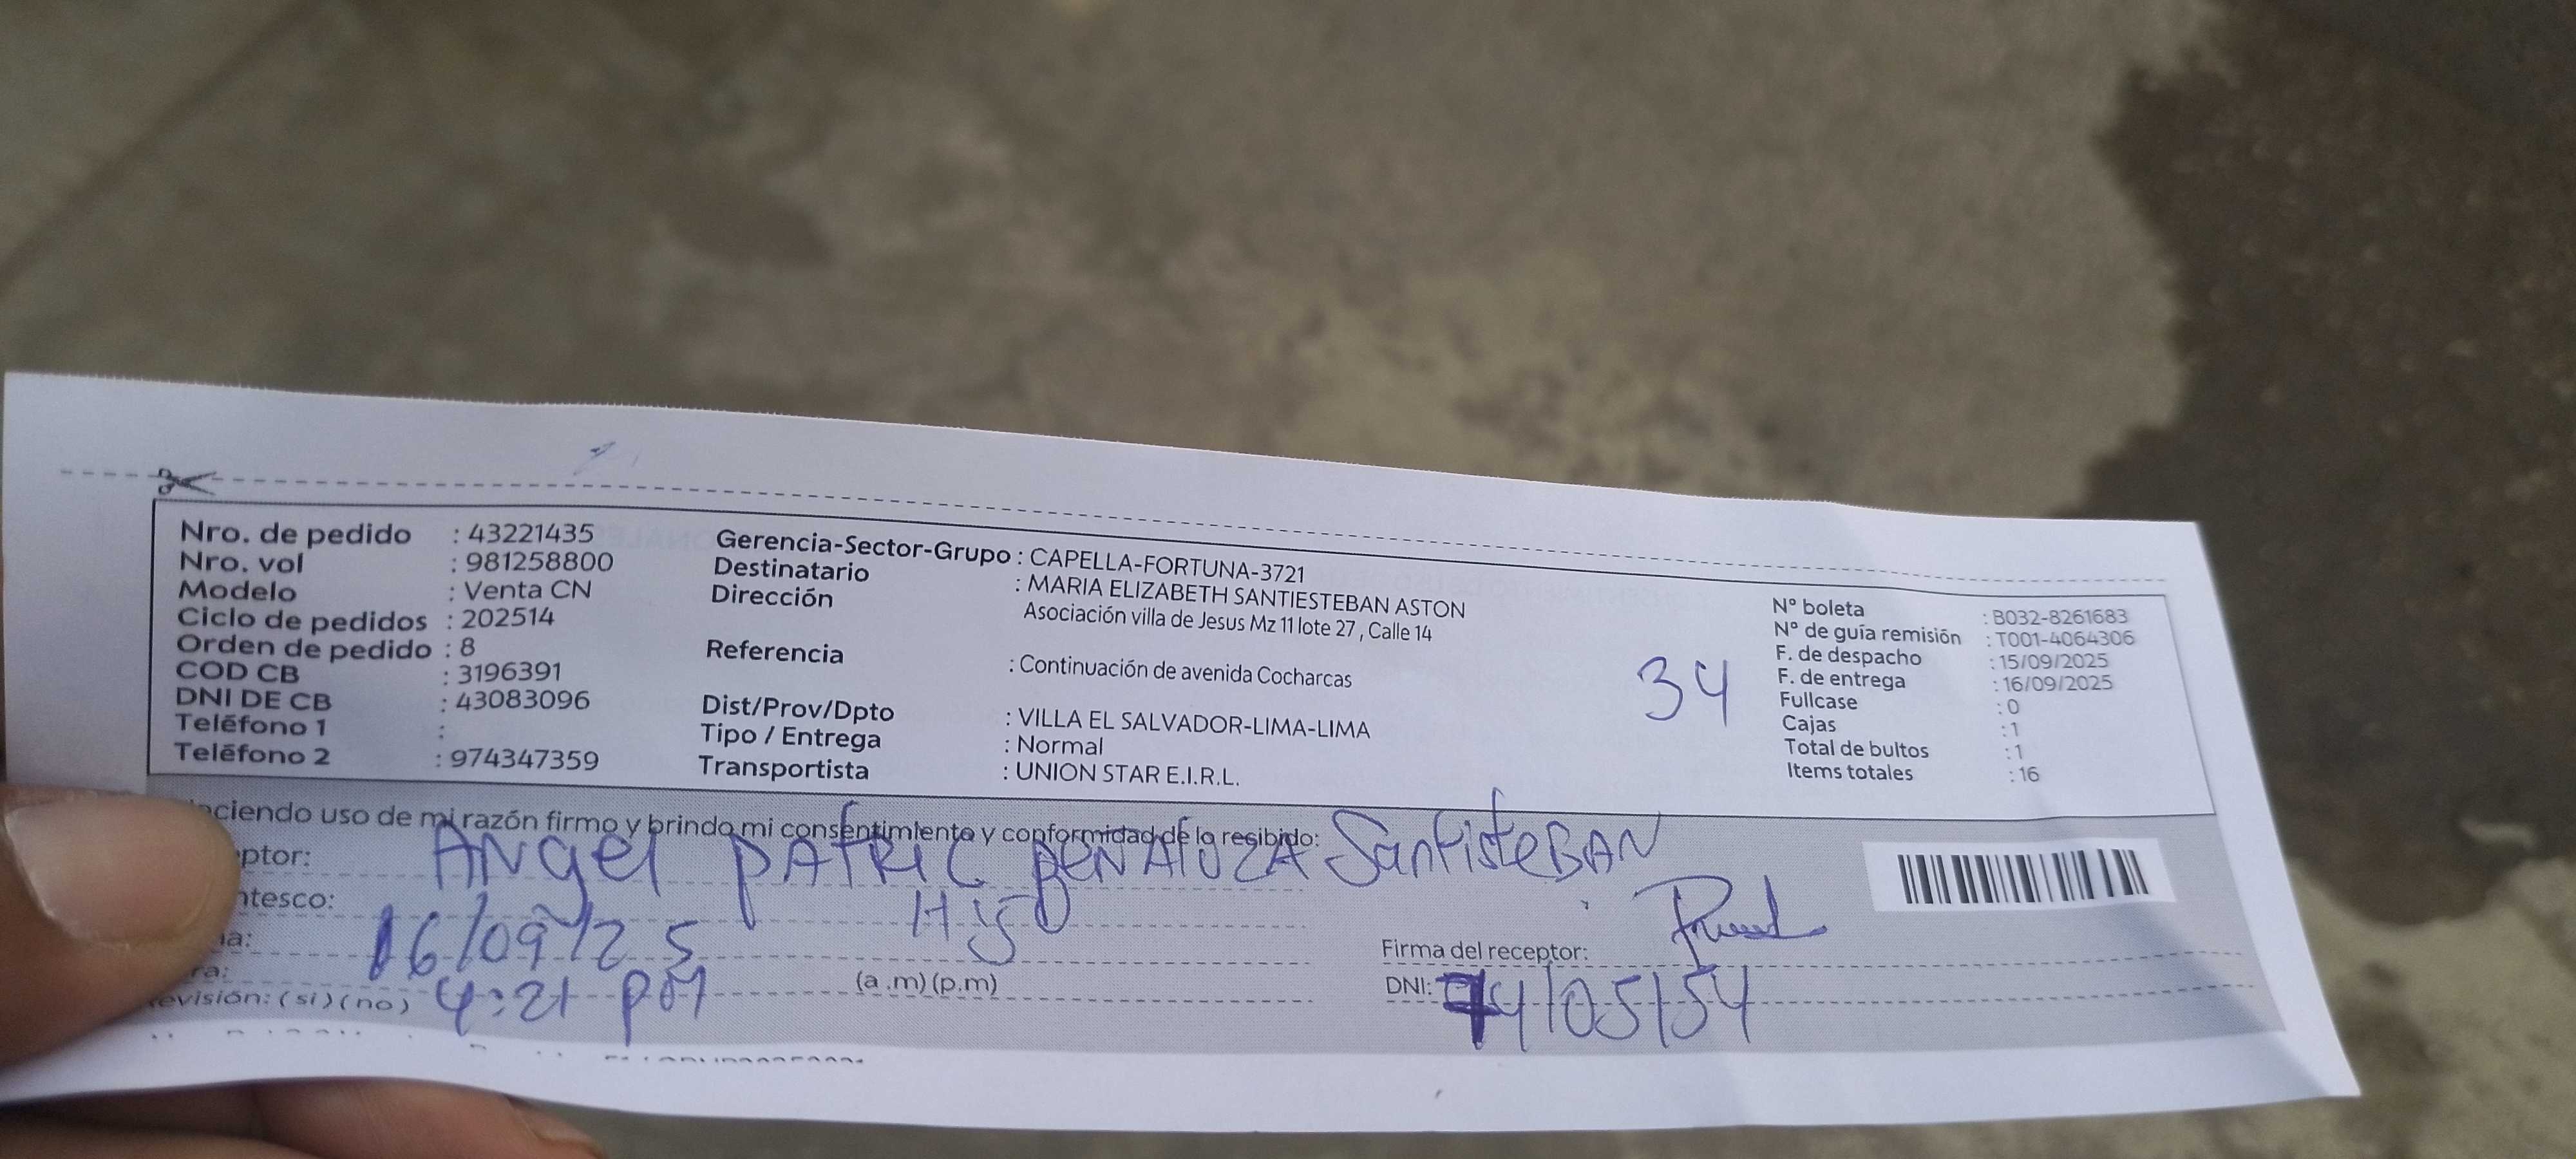 Nro. de pedido : 43221435
Nro. vol : 981258800
Modelo : Venta CN
Ciclo de pedidos : 202514
Orden de pedido : 8
COD CB : 3196391
DNI DE CB : 43083096
Teléfono 1 :
Teléfono 2 : 974347359
Gerencia-Sector-Grupo : CAPELLA-FORTUNA-3721
Destinatario : MARIA ELIZABETH SANTIESTEBAN ASTON
Dirección Asociación villa de Jesus Mz 11 lote 27 , Calle 14
Referencia : Continuación de avenida Cocharcas
Dist/Prov/Dpto : VILLA EL SALVADOR-LIMA-LIMA
Tipo / Entrega : Normal
Transportista : UNION STAR E.I.R.L.
34
N° boleta : B032-8261683
N° de guía remisión : T001-4064306
F. de despacho : 15/09/2025
F. de entrega : 16/09/2025
Fullcase : 0
Cajas : 1
Total de bultos : 1
Items totales : 16
ciendo uso de mi razón firmo y brindo mi consentimiento y conformidad de lo recibido:
ptor: Angel PATRIC PENALOZA SantisteBAN
ntesco: Hijo
a: 16/09/25
ra: 4:21 pm (a .m) (p.m)
evisión: ( si ) ( no )
Firma del receptor:
DNI: 74105154